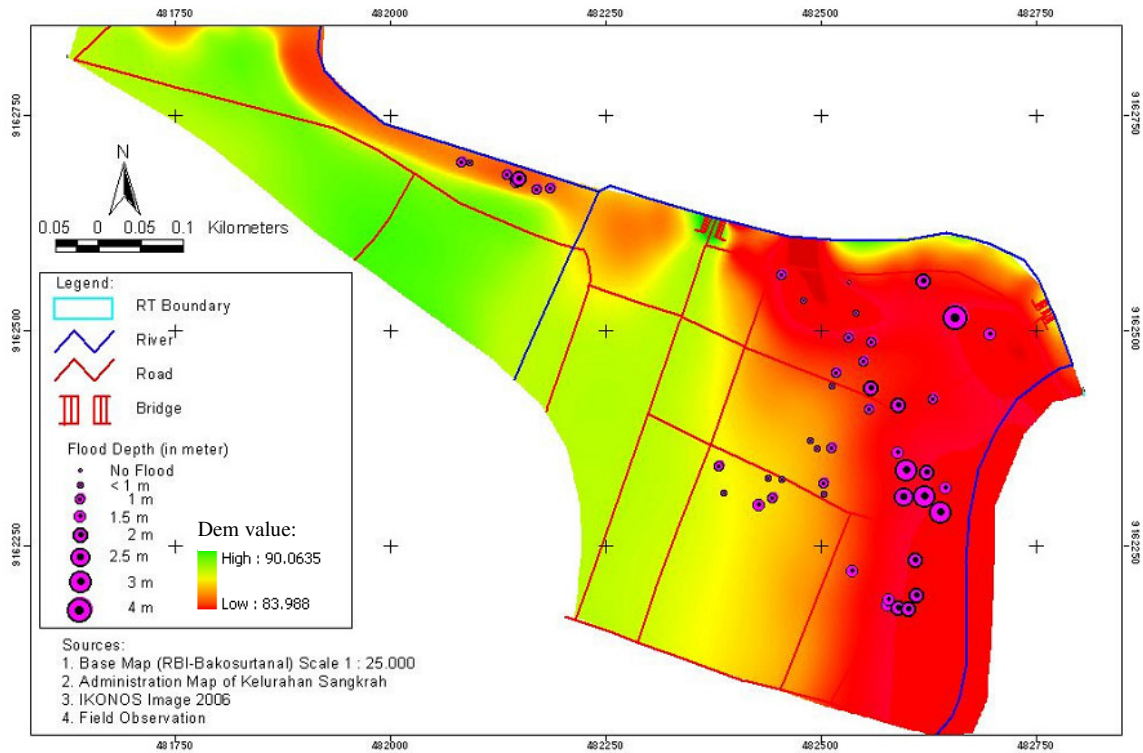 481750 482000 482250 482500 482750
9162750 9162750
N
0.05 0 0.05 0.1 Kilometers
9162500 9162500
Legend:
RT Boundary
River
Road
Bridge
Flood Depth (in meter)
No Flood
< 1 m
1 m
1.5 m
2 m
2.5 m
3 m
4 m
Dem value:
High : 90.0635
Low : 83.988
9162250 9162250
Sources:
1. Base Map (RBI-Bakosurtanal) Scale 1 : 25.000
2. Administration Map of Kelurahan Sangkrah
3. IKONOS Image 2006
4. Field Observation
481750 482000 482250 482500 482750